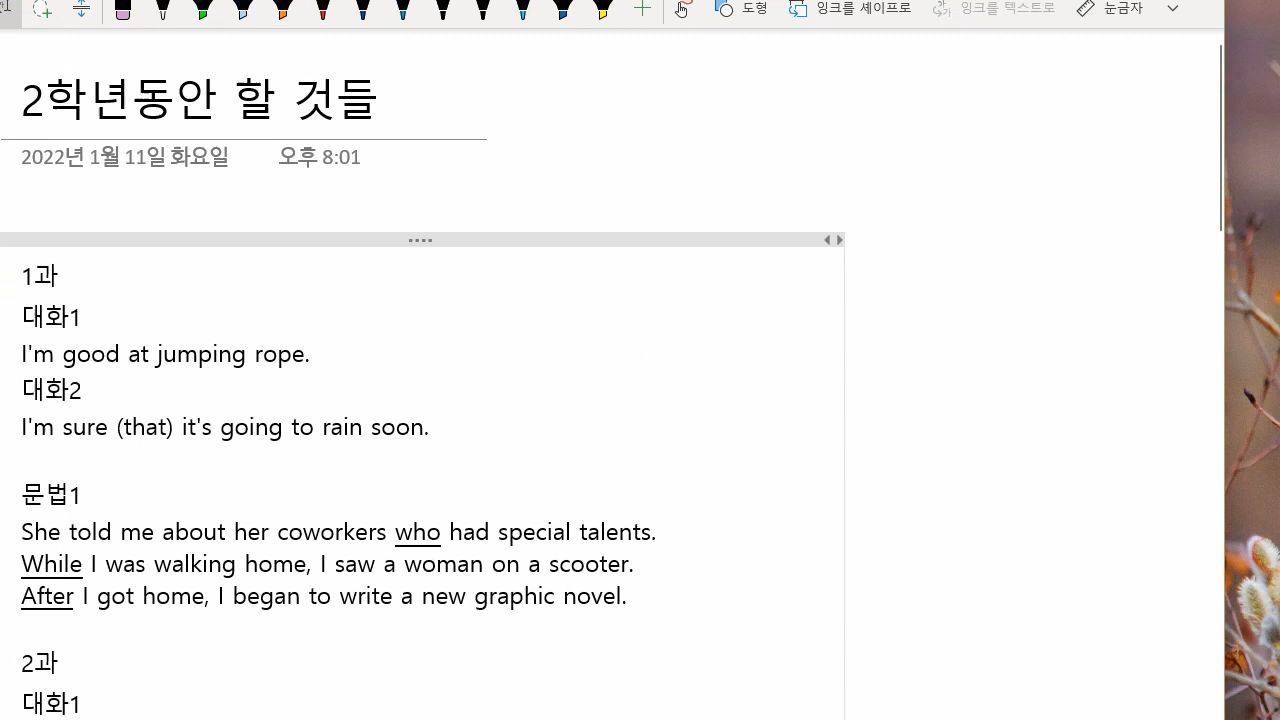 도형 잉크를 셰이프로 잉크를 텍스트로 눈금자
2학년동안 할 것들
2022년 1월 11일 화요일 오후 8:01
1과
대화1
I'm good at jumping rope.
대화2
I'm sure (that) it's going to rain soon.
문법1
She told me about her coworkers who had special talents.
While I was walking home, I saw a woman on a scooter.
After I got home, I began to write a new graphic novel.
2과
대화1